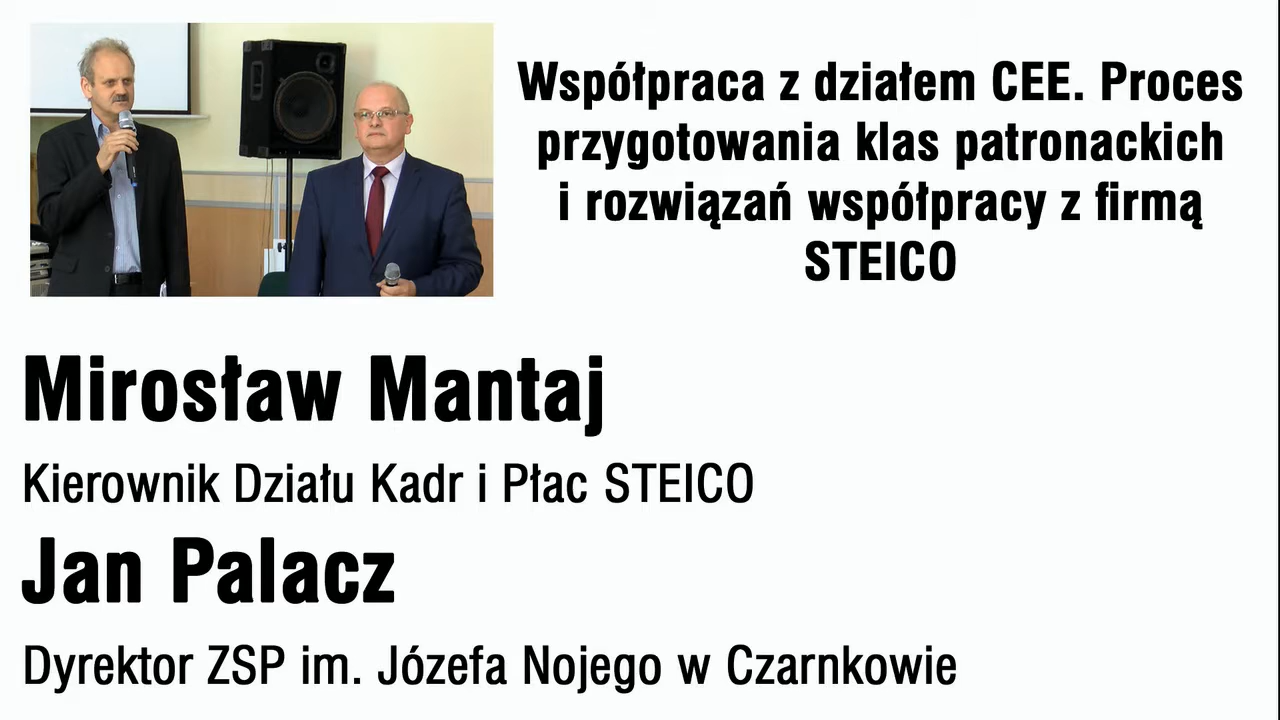 Współpraca z działem CEE. Proces
przygotowania klas patronackich
i rozwiązań współpracy z firmą
STEICO
Mirosław Mantaj
Kierownik Działu Kadr i Płac STEICO
Jan Palacz
Dyrektor ZSP im. Józefa Nojego w Czarnkowie